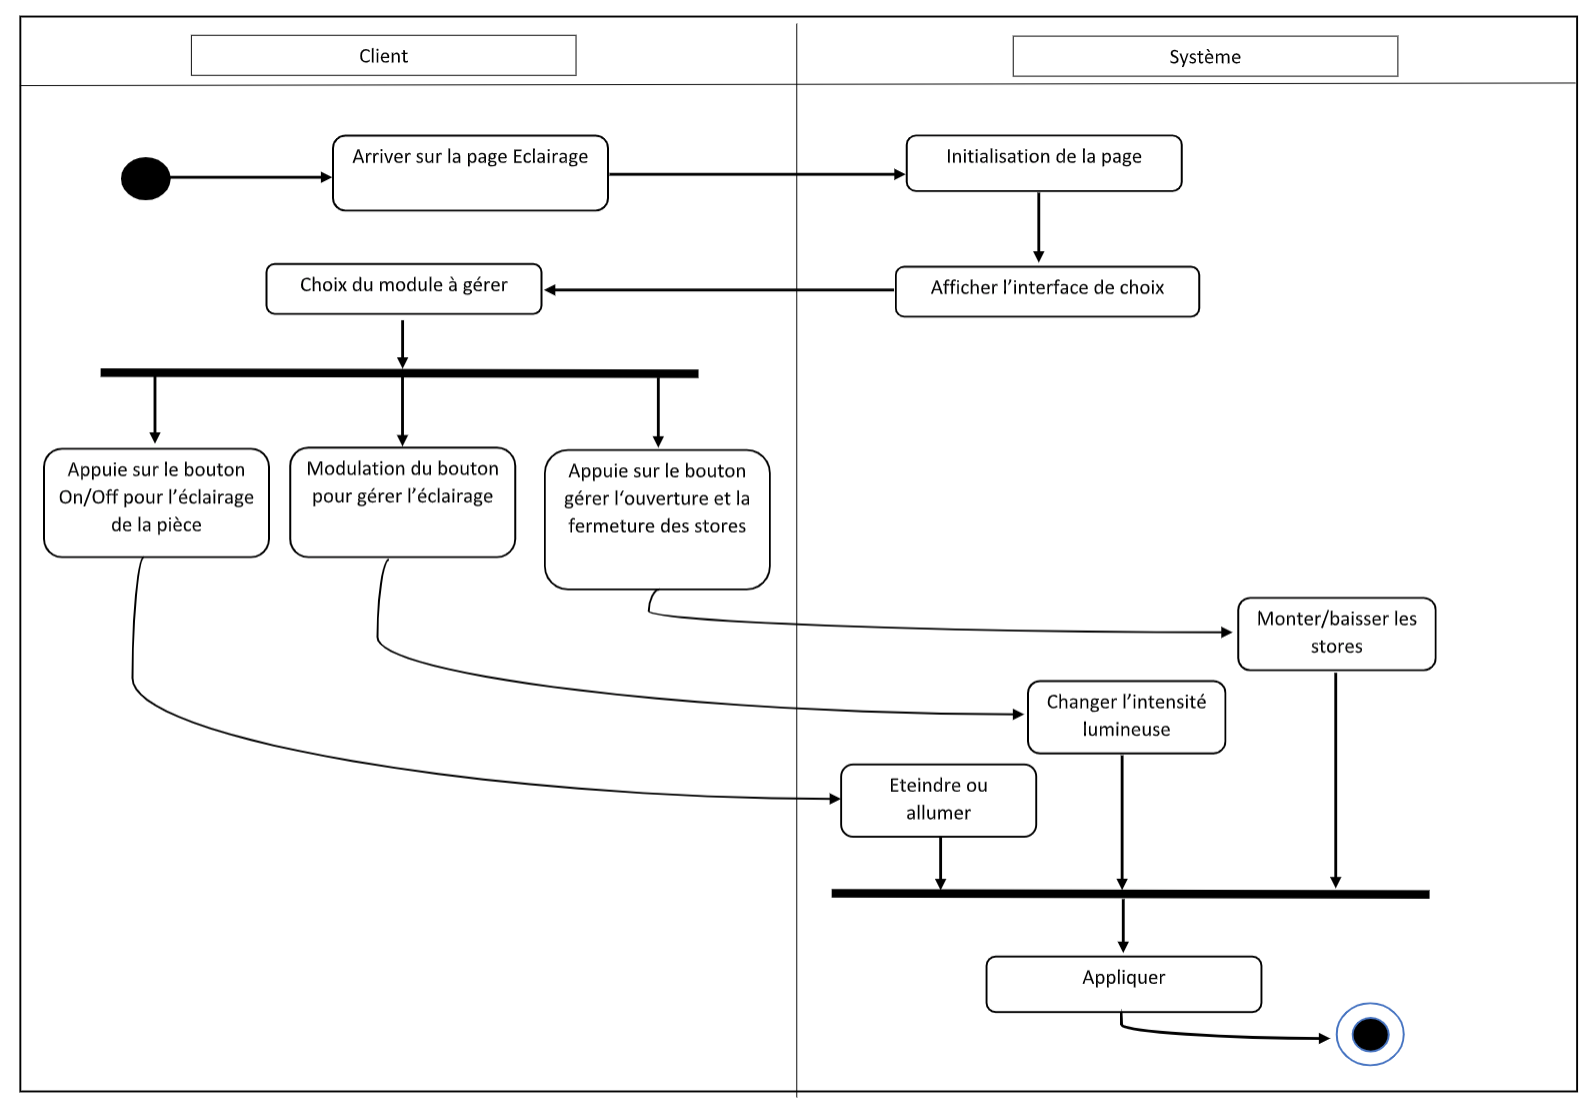 Client
Système
Arriver sur la page Eclairage
Initialisation de la page
Choix du module à gérer
Afficher l’interface de choix
Appuie sur le bouton
On/Off pour l’éclairage
de la pièce
Modulation du bouton
pour gérer l’éclairage
Appuie sur le bouton
gérer l‘ouverture et la
fermeture des stores
Monter/baisser les
stores
Changer l’intensité
lumineuse
Eteindre ou
allumer
Appliquer